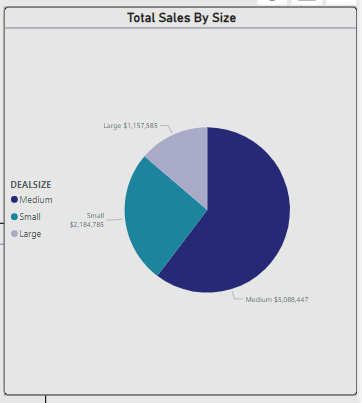 Total Sales By Size
Large $1,157,585
DEALSIZE
Medium
Small
Large
Small
$2,184,785
Medium $5,088,447